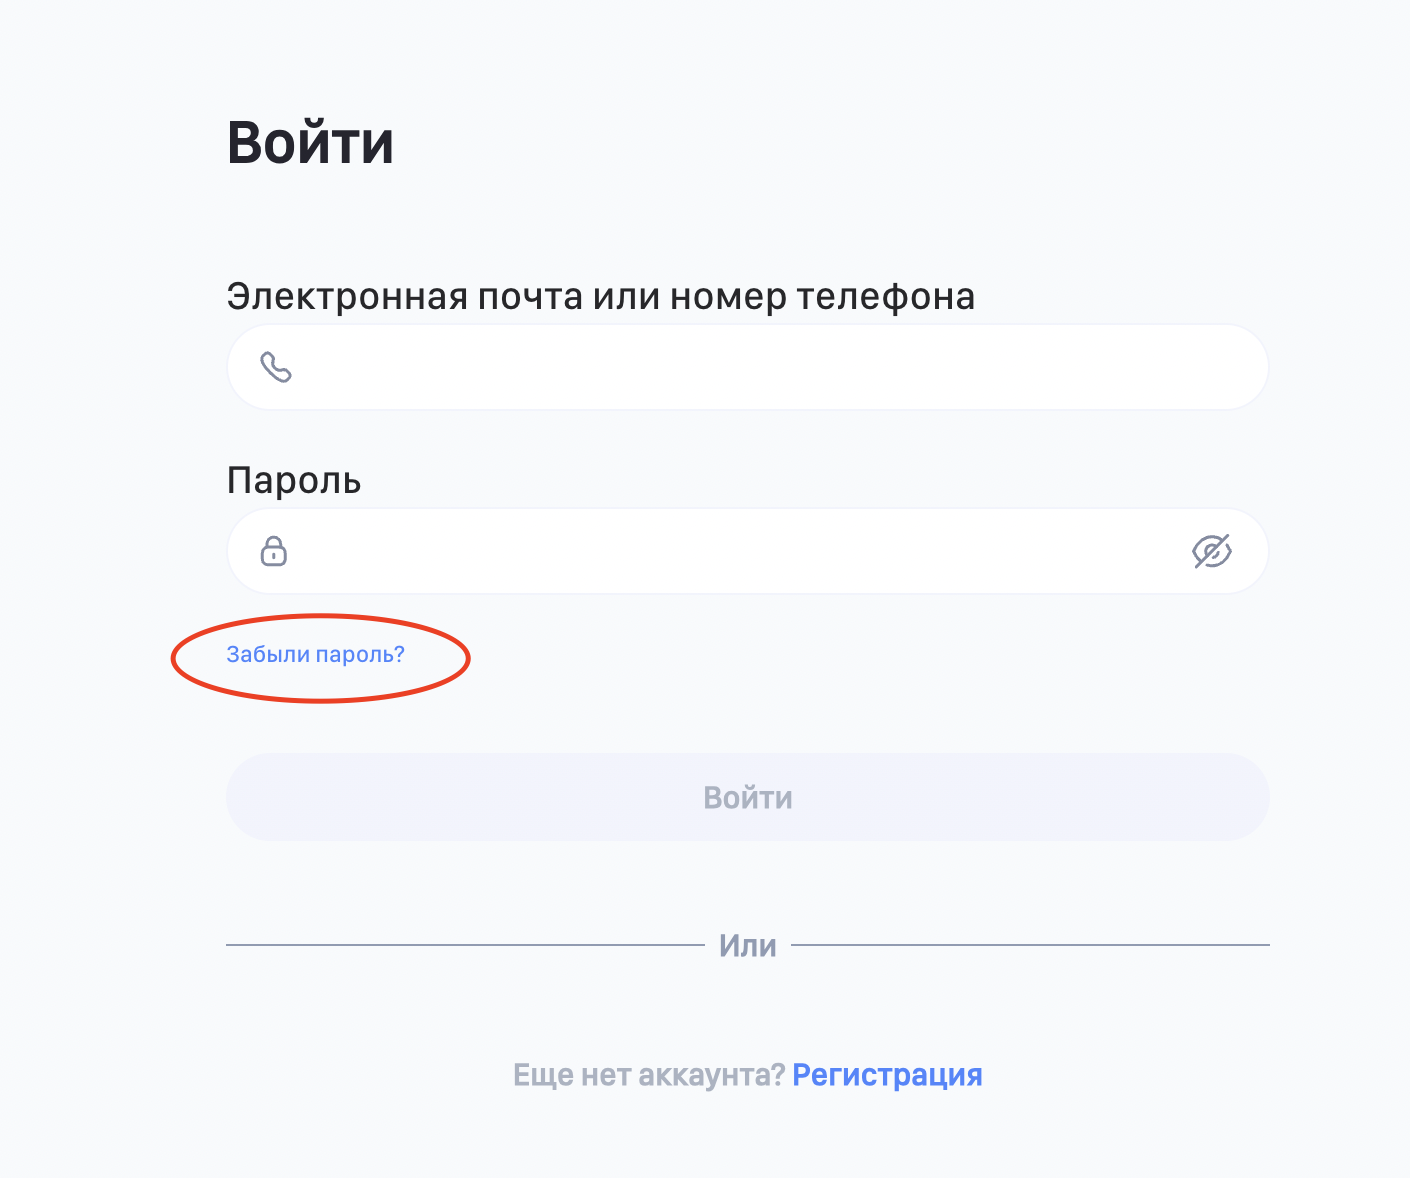 Войти
Электронная почта или номер телефона
Пароль
Забыли пароль?
Войти
Или
Еще нет аккаунта? Регистрация